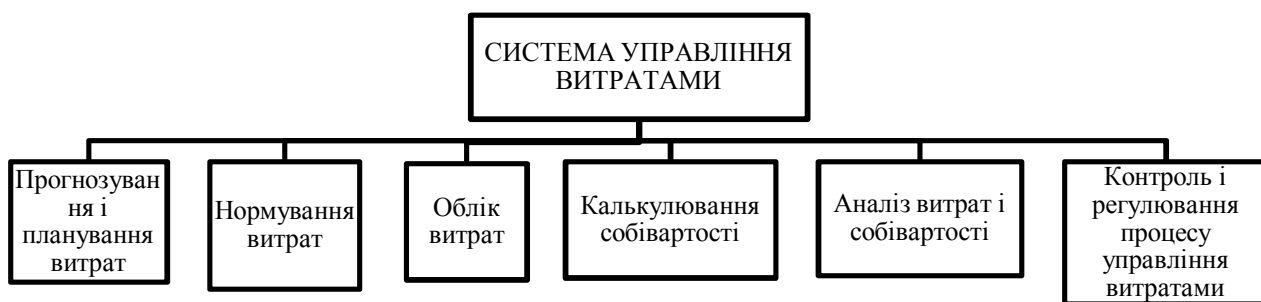 СИСТЕМА УПРАВЛІННЯ
ВИТРАТАМИ
Прогнозуван
ня і
планування
витрат
Нормування
витрат
Облік
витрат
Калькулювання
собівартості
Аналіз витрат і
собівартості
Контроль і
регулювання
процесу
управління
витратами